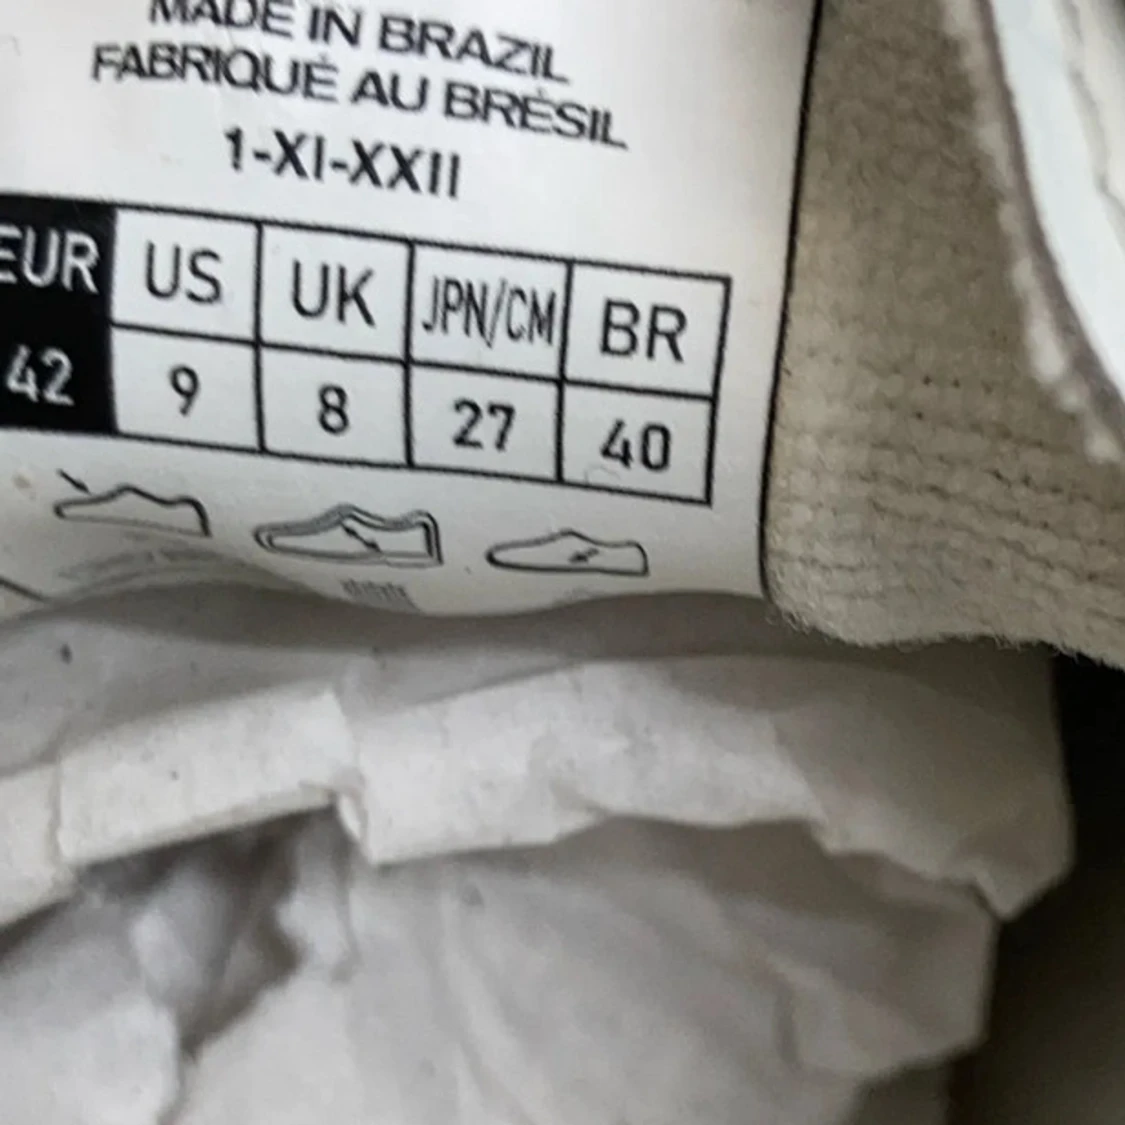 MADE IN BRAZIL
FABRIQUÉ AU BRÉSIL
1-XI-XXII
EUR US UK JPN/CM BR
42 9 8 27 40